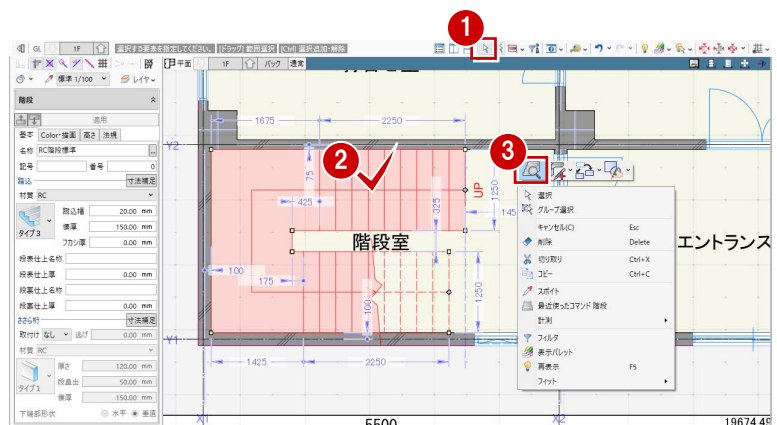 1
GL 1F 選択する要素を指定してください。 [ドラッグ] 範囲選択 [Ctrl] 選択追加・解除
標準 1/100 レイヤ
平面 1F バック 通常
階段
適用
基本 Color・描画 高さ 法規
名称 RC階段標準 ...
記号 番号 0
踏込 寸法補足
材質 RC
取込幅 20.00 mm
懐厚 150.00 mm
タイプ3
フカシ厚 0.00 mm
段表仕上名称
段表仕上厚 0.00 mm
段裏仕上名称
段裏仕上厚 0.00 mm
ささら桁 寸法補足
取付け なし 逃げ 0.00 mm
材質 RC
厚さ 120.00 mm
段鼻出 50.00 mm
タイプ1
懐厚 150.00 mm
下端部形状 水平 垂直
1675 2250
Y2
2
3
75
425
325
UP
1250
145
階段室
エントランス
100
175
100
1250
Y1
1425 2250
X1 5500 X2 19674.49
選択
グループ選択
キャンセル(C) Esc
削除 Delete
切り取り Ctrl+X
コピー Ctrl+C
スポイト
最近使ったコマンド 階段
計測
フィルタ
表示パレット
再表示 F5
フィット